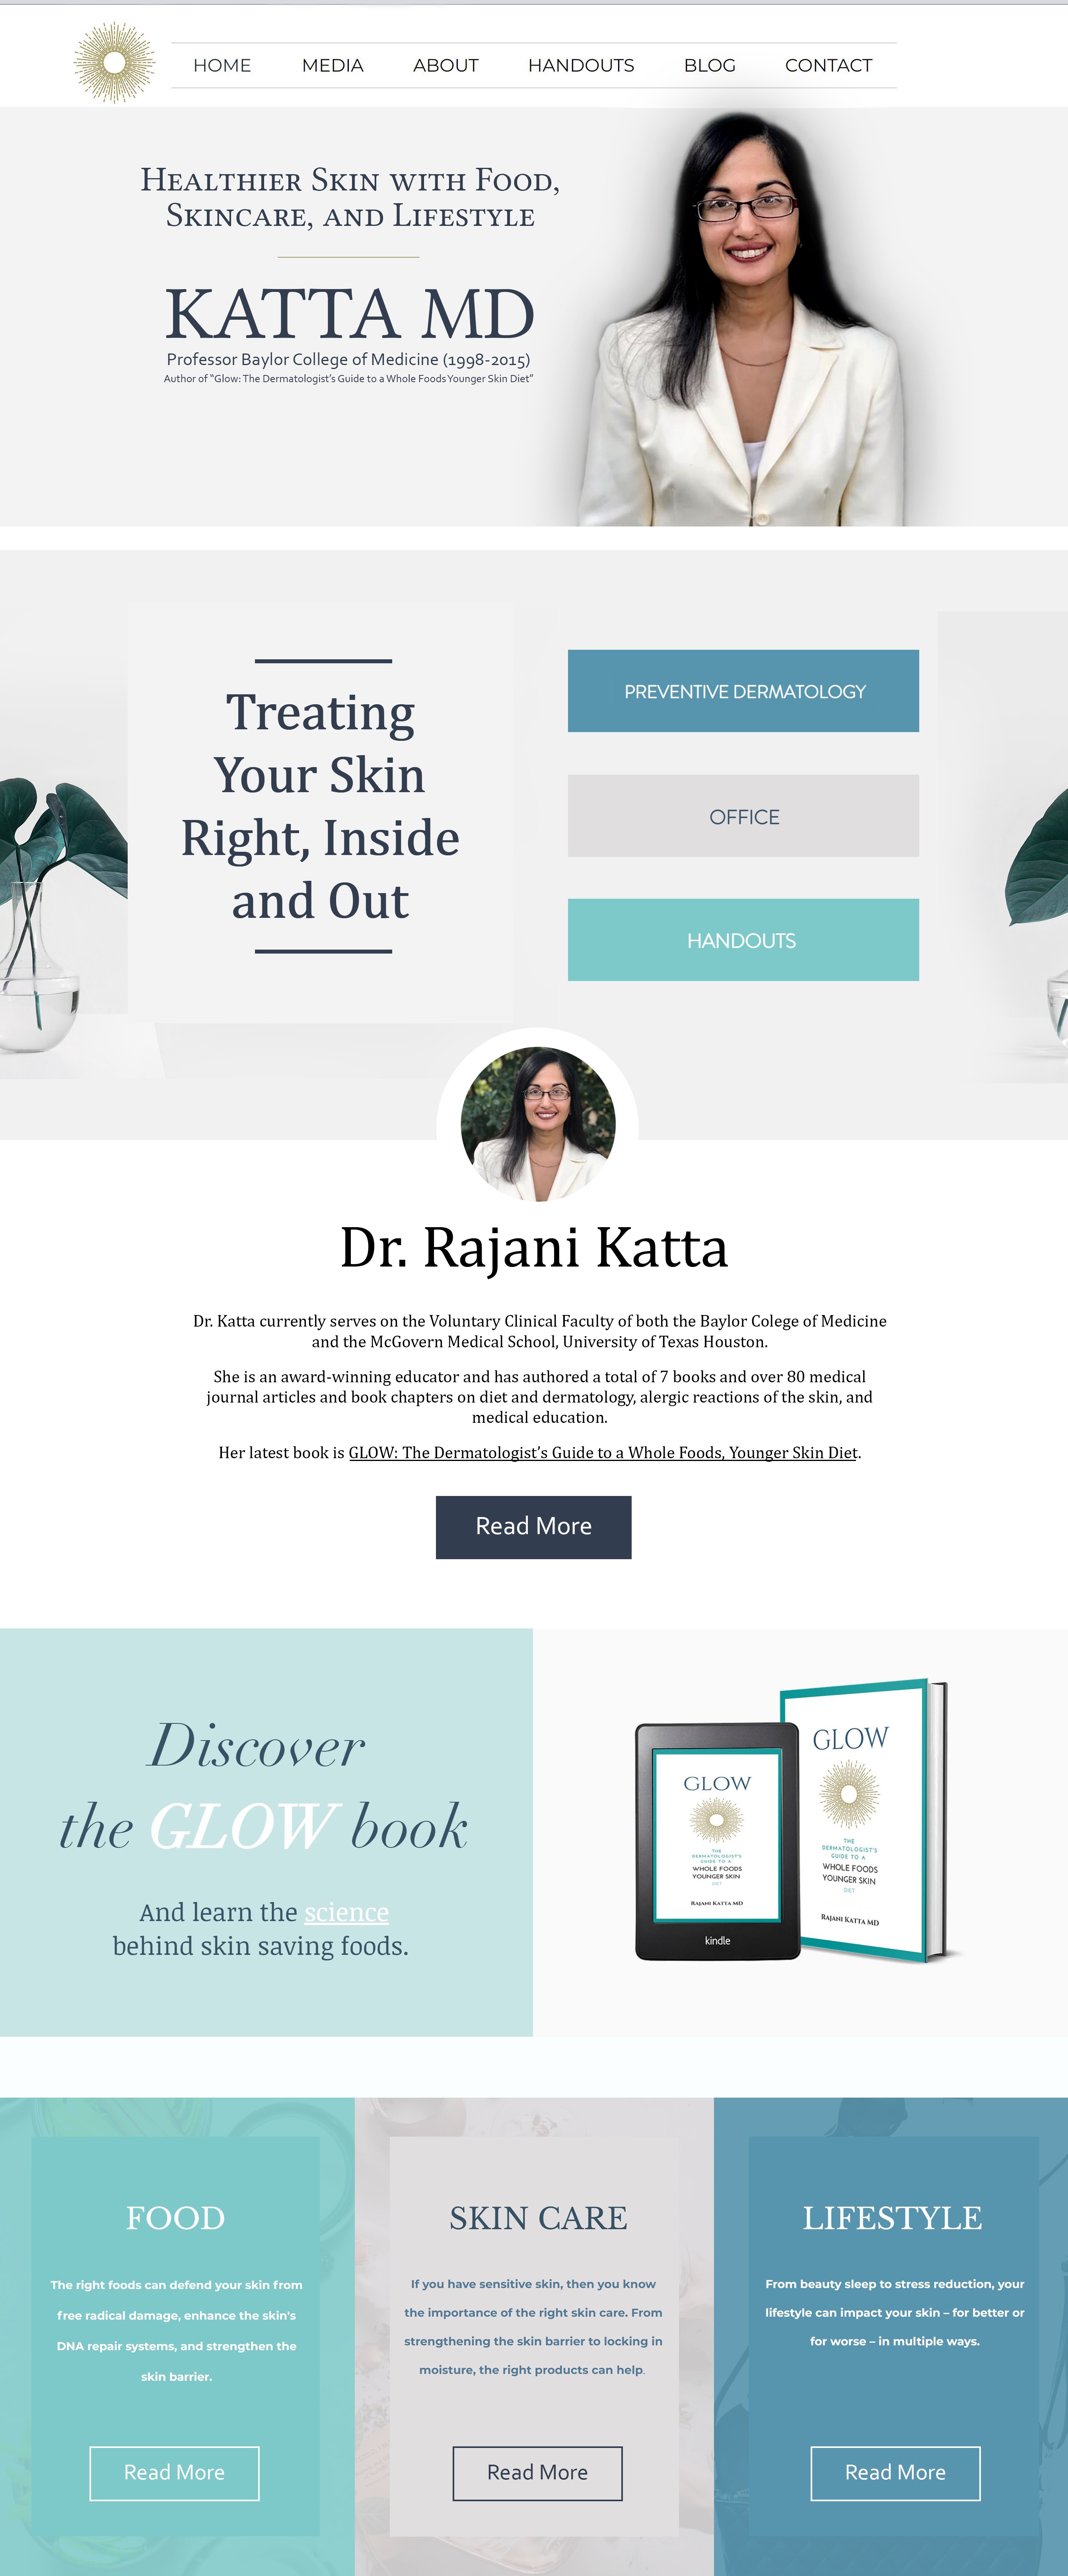 HOME MEDIA ABOUT HANDOUTS BLOG CONTACT
Healthier Skin with Food,
Skincare, and Lifestyle
KATTA MD
Professor Baylor College of Medicine (1998-2015)
Author of “Glow: The Dermatologist’s Guide to a Whole Foods Younger Skin Diet”
Treating
Your Skin
Right, Inside
and Out
PREVENTIVE DERMATOLOGY
OFFICE
HANDOUTS
Dr. Rajani Katta
Dr. Katta currently serves on the Voluntary Clinical Faculty of both the Baylor Colege of Medicine
and the McGovern Medical School, University of Texas Houston.
She is an award-winning educator and has authored a total of 7 books and over 80 medical
journal articles and book chapters on diet and dermatology, alergic reactions of the skin, and
medical education.
Her latest book is GLOW: The Dermatologist’s Guide to a Whole Foods, Younger Skin Diet.
Read More
Discover
the GLOW book
And learn the science
behind skin saving foods.
GLOW
THE
DERMATOLOGIST'S
GUIDE TO A
WHOLE FOODS
YOUNGER SKIN
DIET
RAJANI KATTA MD
kindle
GLOW
THE
DERMATOLOGIST'S
GUIDE TO A
WHOLE FOODS
YOUNGER SKIN
DIET
RAJANI KATTA MD
FOOD
The right foods can defend your skin from
free radical damage, enhance the skin's
DNA repair systems, and strengthen the
skin barrier.
Read More
SKIN CARE
If you have sensitive skin, then you know
the importance of the right skin care. From
strengthening the skin barrier to locking in
moisture, the right products can help.
Read More
LIFESTYLE
From beauty sleep to stress reduction, your
lifestyle can impact your skin – for better or
for worse – in multiple ways.
Read More